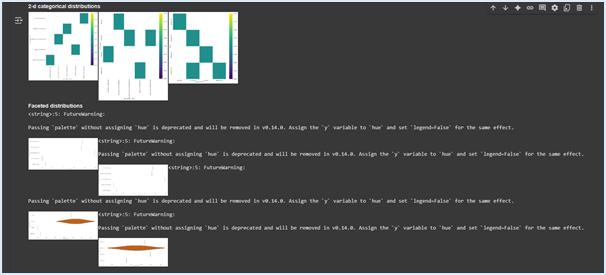 2-d categorical distributions
Faceted distributions
<string>:5: FutureWarning:
Passing `palette` without assigning `hue` is deprecated and will be removed in v0.14.0. Assign the `y` variable to `hue` and set `legend=False` for the same effect.
<string>:5: FutureWarning:
Passing `palette` without assigning `hue` is deprecated and will be removed in v0.14.0. Assign the `y` variable to `hue` and set `legend=False` for the same effect.
<string>:5: FutureWarning:
Passing `palette` without assigning `hue` is deprecated and will be removed in v0.14.0. Assign the `y` variable to `hue` and set `legend=False` for the same effect.
<string>:5: FutureWarning:
Passing `palette` without assigning `hue` is deprecated and will be removed in v0.14.0. Assign the `y` variable to `hue` and set `legend=False` for the same effect.